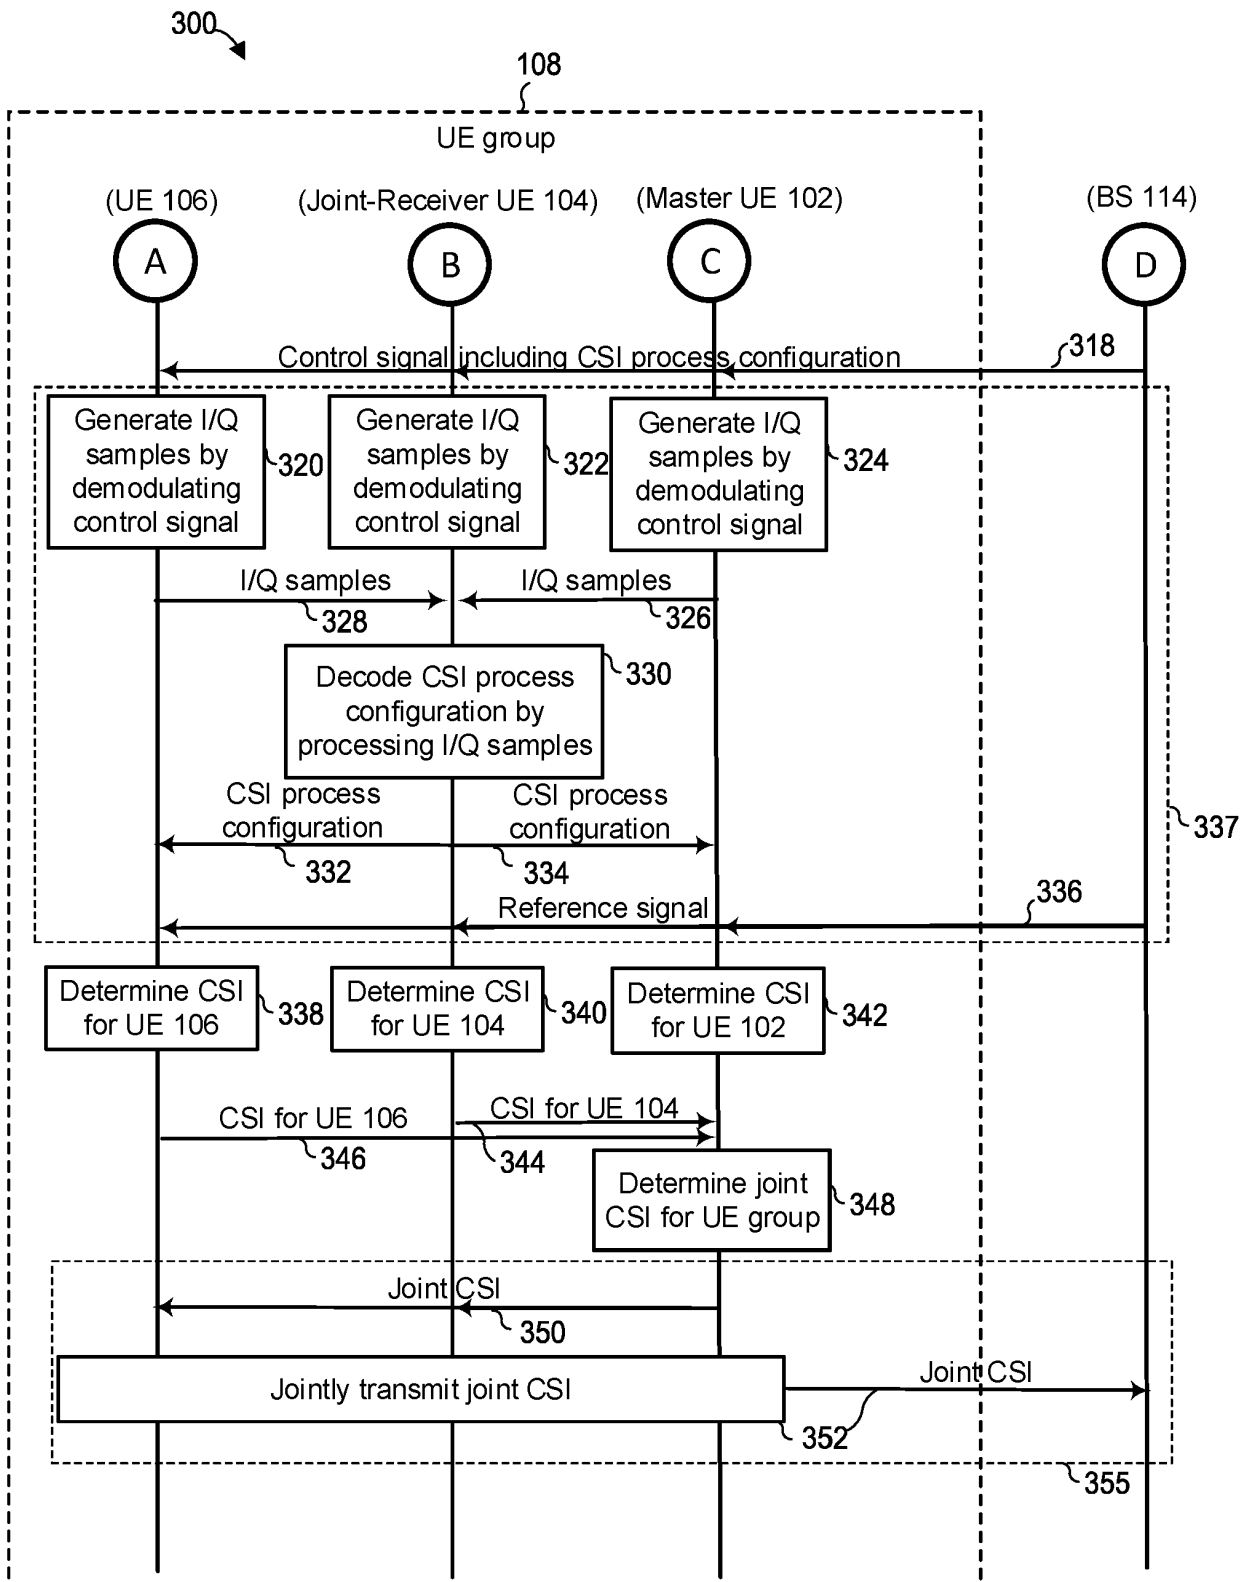 300
108
UE group
(UE 106)
(Joint-Receiver UE 104)
(Master UE 102)
(BS 114)
A
B
C
D
Control signal including CSI process configuration
318
Generate I/Q
samples by
demodulating
control signal
320
Generate I/Q
samples by
demodulating
control signal
322
Generate I/Q
samples by
demodulating
control signal
324
I/Q samples
328
I/Q samples
326
Decode CSI process
configuration by
processing I/Q samples
330
CSI process
configuration
332
CSI process
configuration
334
337
Reference signal
336
Determine CSI
for UE 106
338
Determine CSI
for UE 104
340
Determine CSI
for UE 102
342
CSI for UE 106
346
CSI for UE 104
344
Determine joint
CSI for UE group
348
Joint CSI
350
Jointly transmit joint CSI
Joint CSI
352
355